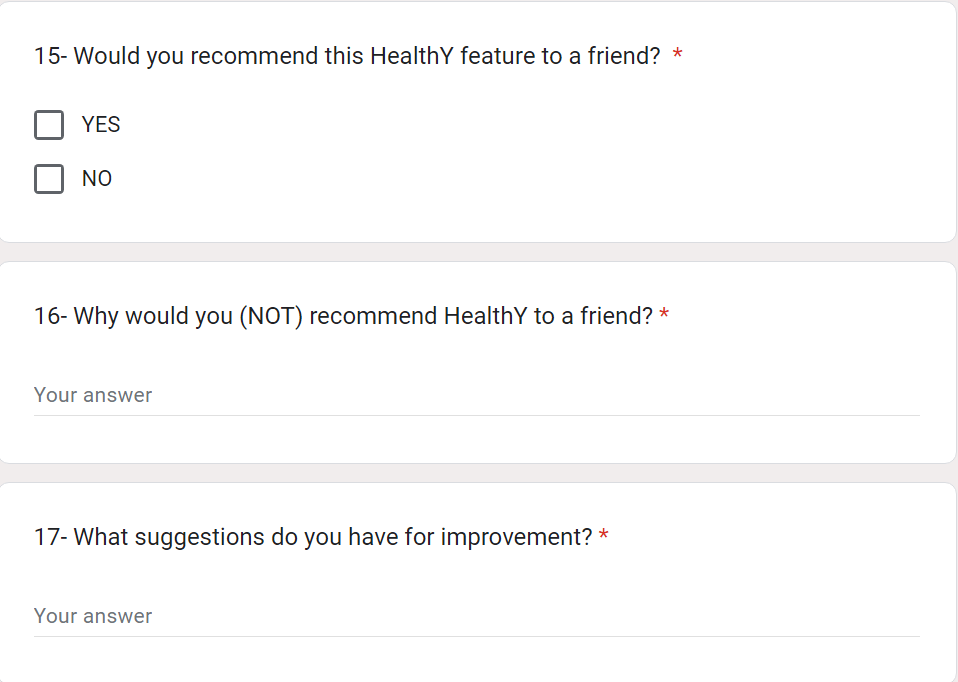 15- Would you recommend this HealthY feature to a friend? *
YES
NO
16- Why would you (NOT) recommend HealthY to a friend? *
Your answer
17- What suggestions do you have for improvement? *
Your answer